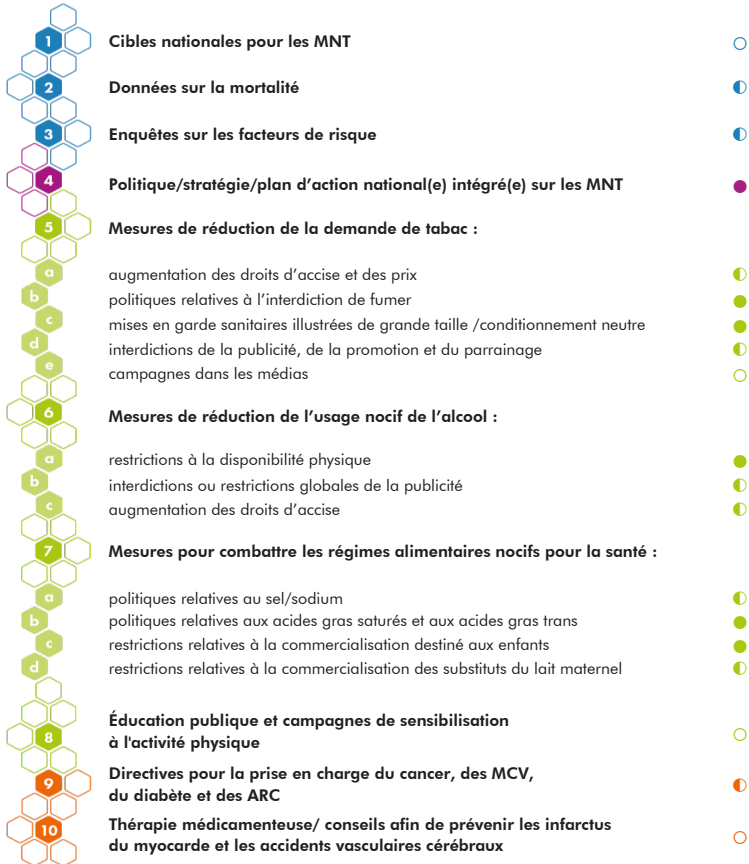 1 Cibles nationales pour les MNT
2 Données sur la mortalité
3 Enquêtes sur les facteurs de risque
4 Politique/stratégie/plan d’action national(e) intégré(e) sur les MNT
5 Mesures de réduction de la demande de tabac :
a augmentation des droits d’accise et des prix
b politiques relatives à l’interdiction de fumer
c mises en garde sanitaires illustrées de grande taille /conditionnement neutre
d interdictions de la publicité, de la promotion et du parrainage
e campagnes dans les médias
6 Mesures de réduction de l’usage nocif de l’alcool :
a restrictions à la disponibilité physique
b interdictions ou restrictions globales de la publicité
c augmentation des droits d’accise
7 Mesures pour combattre les régimes alimentaires nocifs pour la santé :
a politiques relatives au sel/sodium
b politiques relatives aux acides gras saturés et aux acides gras trans
c restrictions relatives à la commercialisation destiné aux enfants
d restrictions relatives à la commercialisation des substituts du lait maternel
8 Éducation publique et campagnes de sensibilisation
à l'activité physique
9 Directives pour la prise en charge du cancer, des MCV,
du diabète et des ARC
10 Thérapie médicamenteuse/ conseils afin de prévenir les infarctus
du myocarde et les accidents vasculaires cérébraux